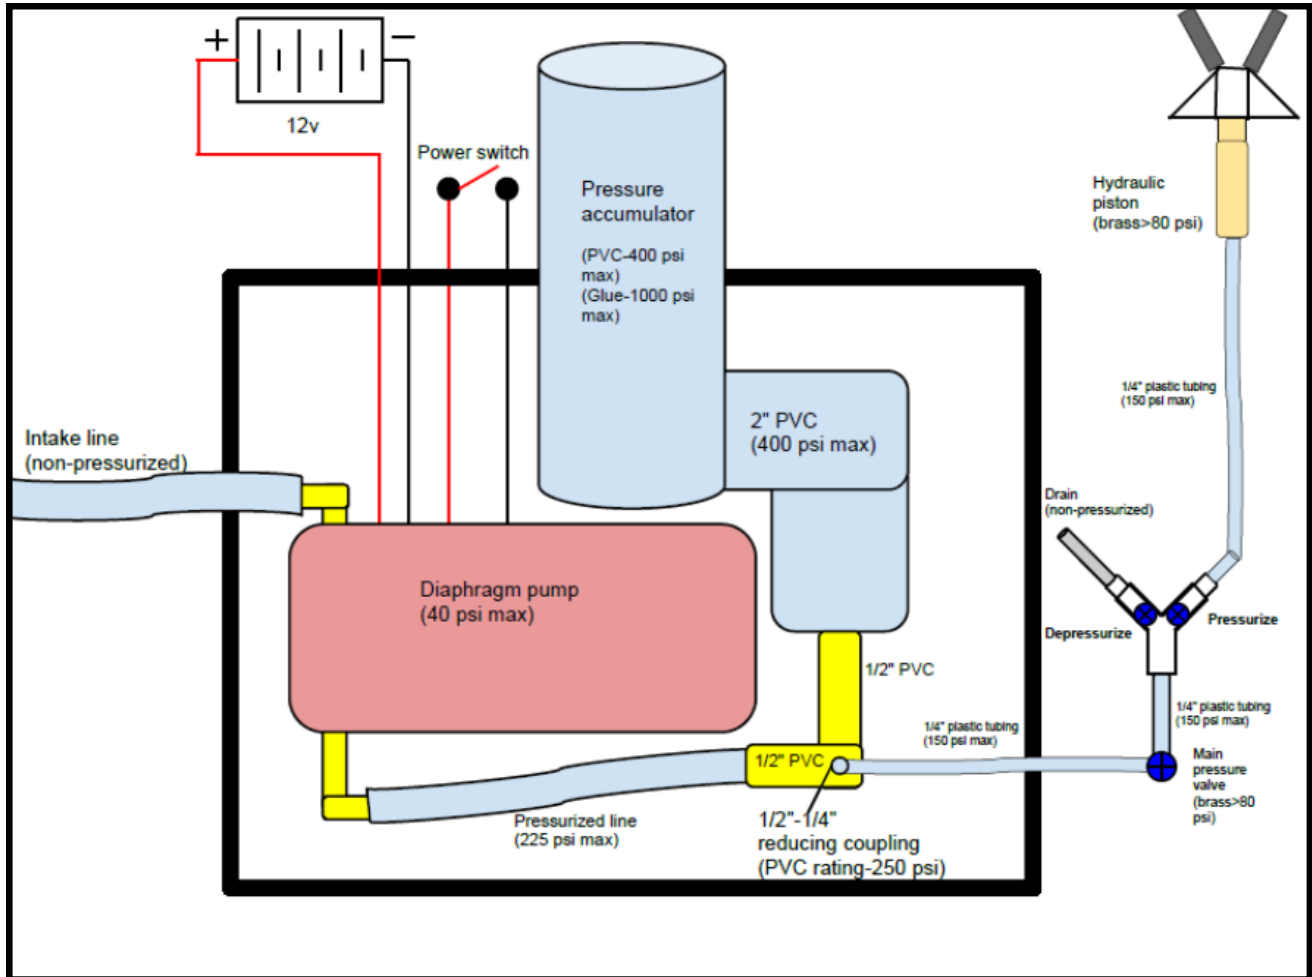 +
−
12v
Power switch
Pressure
accumulator
(PVC-400 psi
max)
(Glue-1000 psi
max)
Hydraulic
piston
(brass>80 psi)
1/4" plastic tubing
(150 psi max)
2" PVC
(400 psi max)
Intake line
(non-pressurized)
Drain
(non-pressurized)
Diaphragm pump
(40 psi max)
Depressurize
Pressurize
1/2" PVC
1/4" plastic tubing
(150 psi max)
1/4" plastic tubing
(150 psi max)
1/2" PVC
Main
pressure
valve
(brass>80
psi)
Pressurized line
(225 psi max)
1/2"-1/4"
reducing coupling
(PVC rating-250 psi)